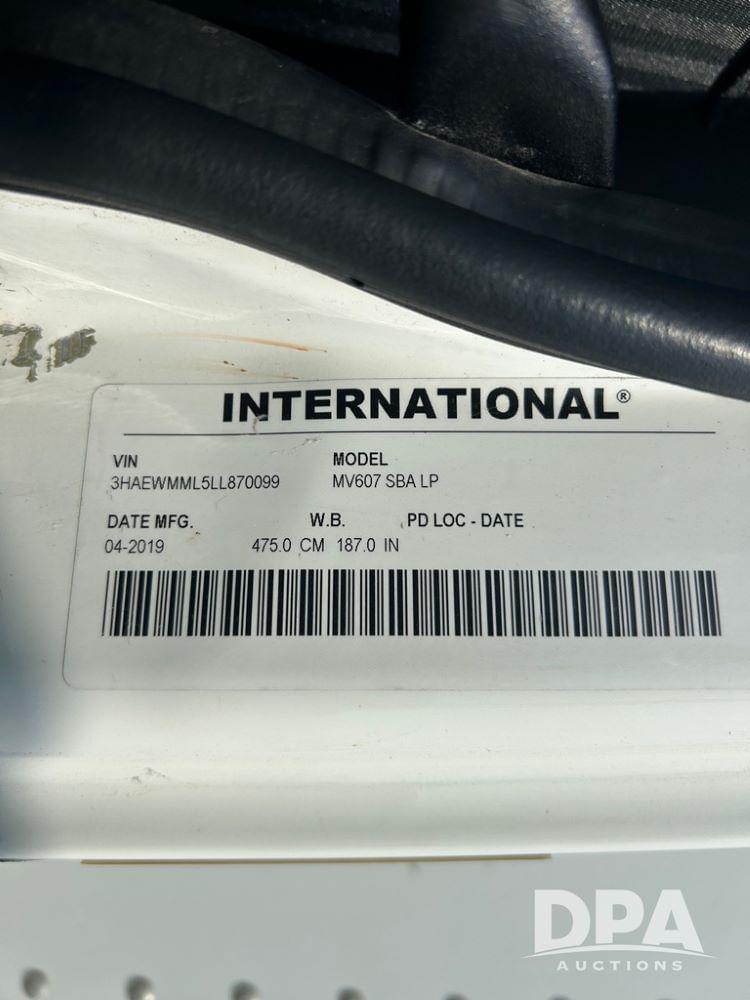 INTERNATIONAL®
VIN MODEL
3HAEWMML5LL870099 MV607 SBA LP
DATE MFG. W.B. PD LOC - DATE
04-2019 475.0 CM 187.0 IN
DPA
AUCTIONS